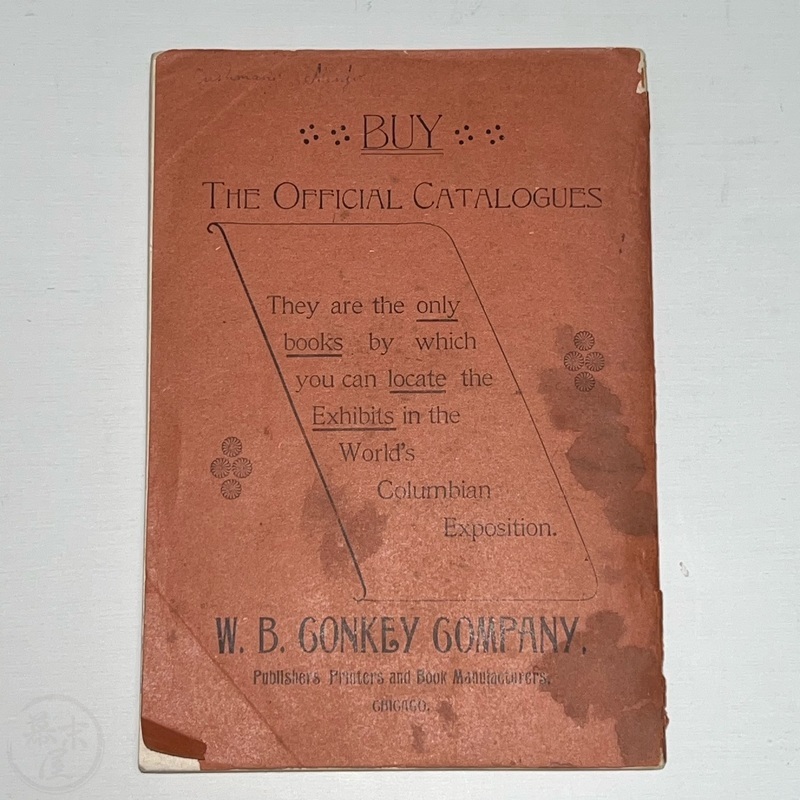 BUY
THE OFFICIAL CATALOGUES
They are the only
books by which
you can locate the
Exhibits in the
World's
Columbian
Exposition.
W. B. CONKEY COMPANY,
Publishers, Printers and Book Manufacturers,
CHICAGO.